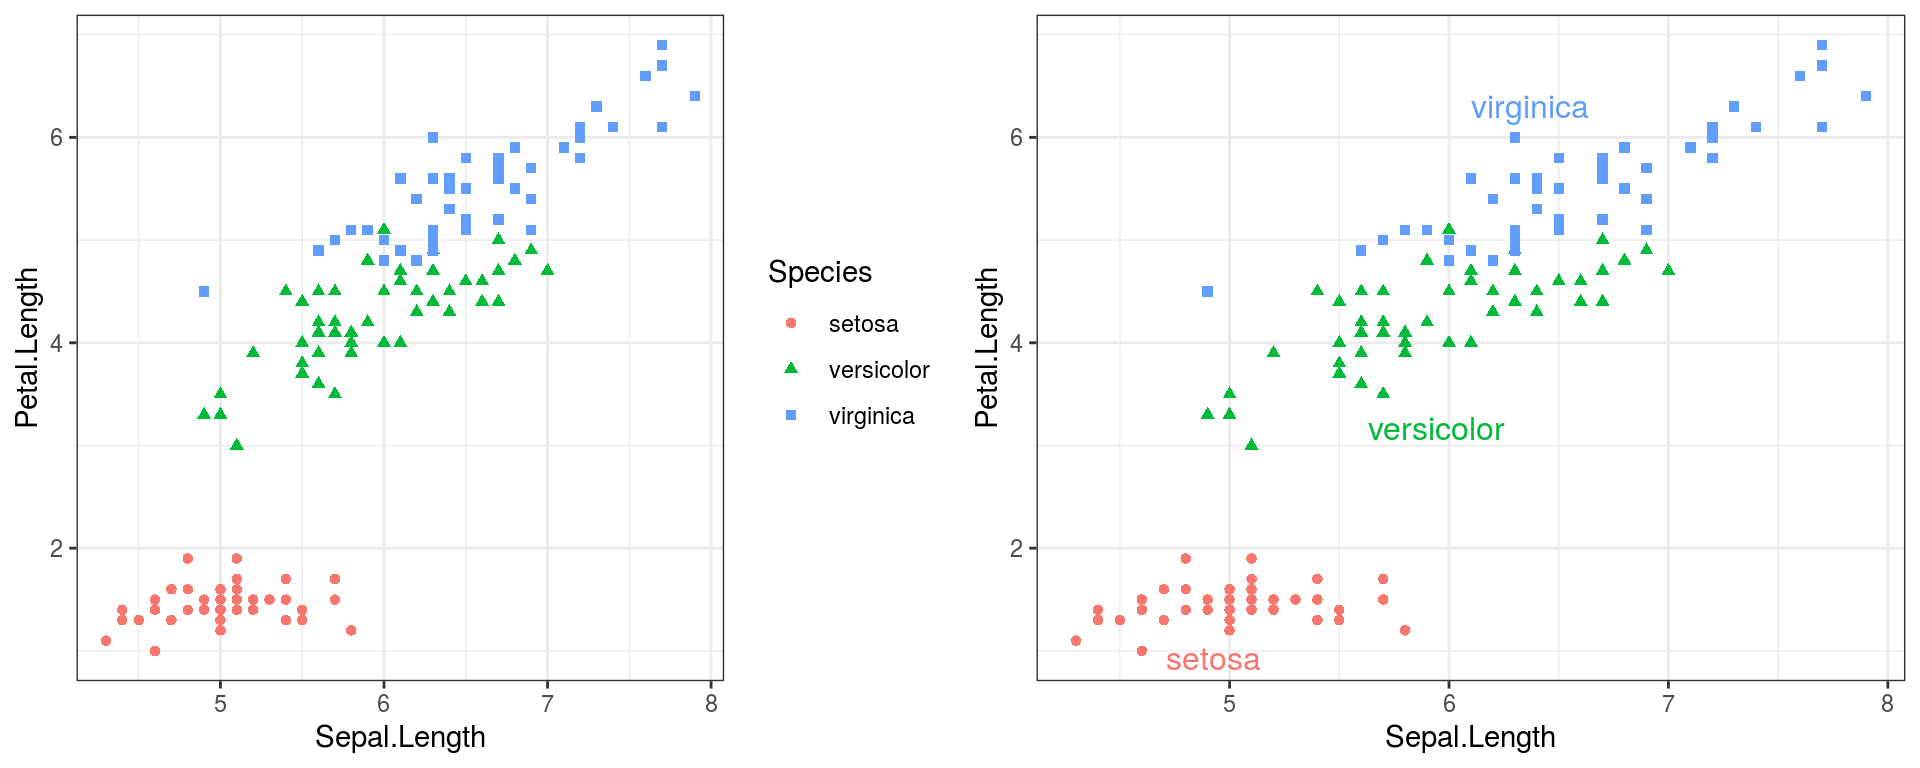 Petal.Length
6
4
2
5 6 7 8
Sepal.Length
Species
setosa
versicolor
virginica
Petal.Length
6
4
2
virginica
versicolor
setosa
5 6 7 8
Sepal.Length